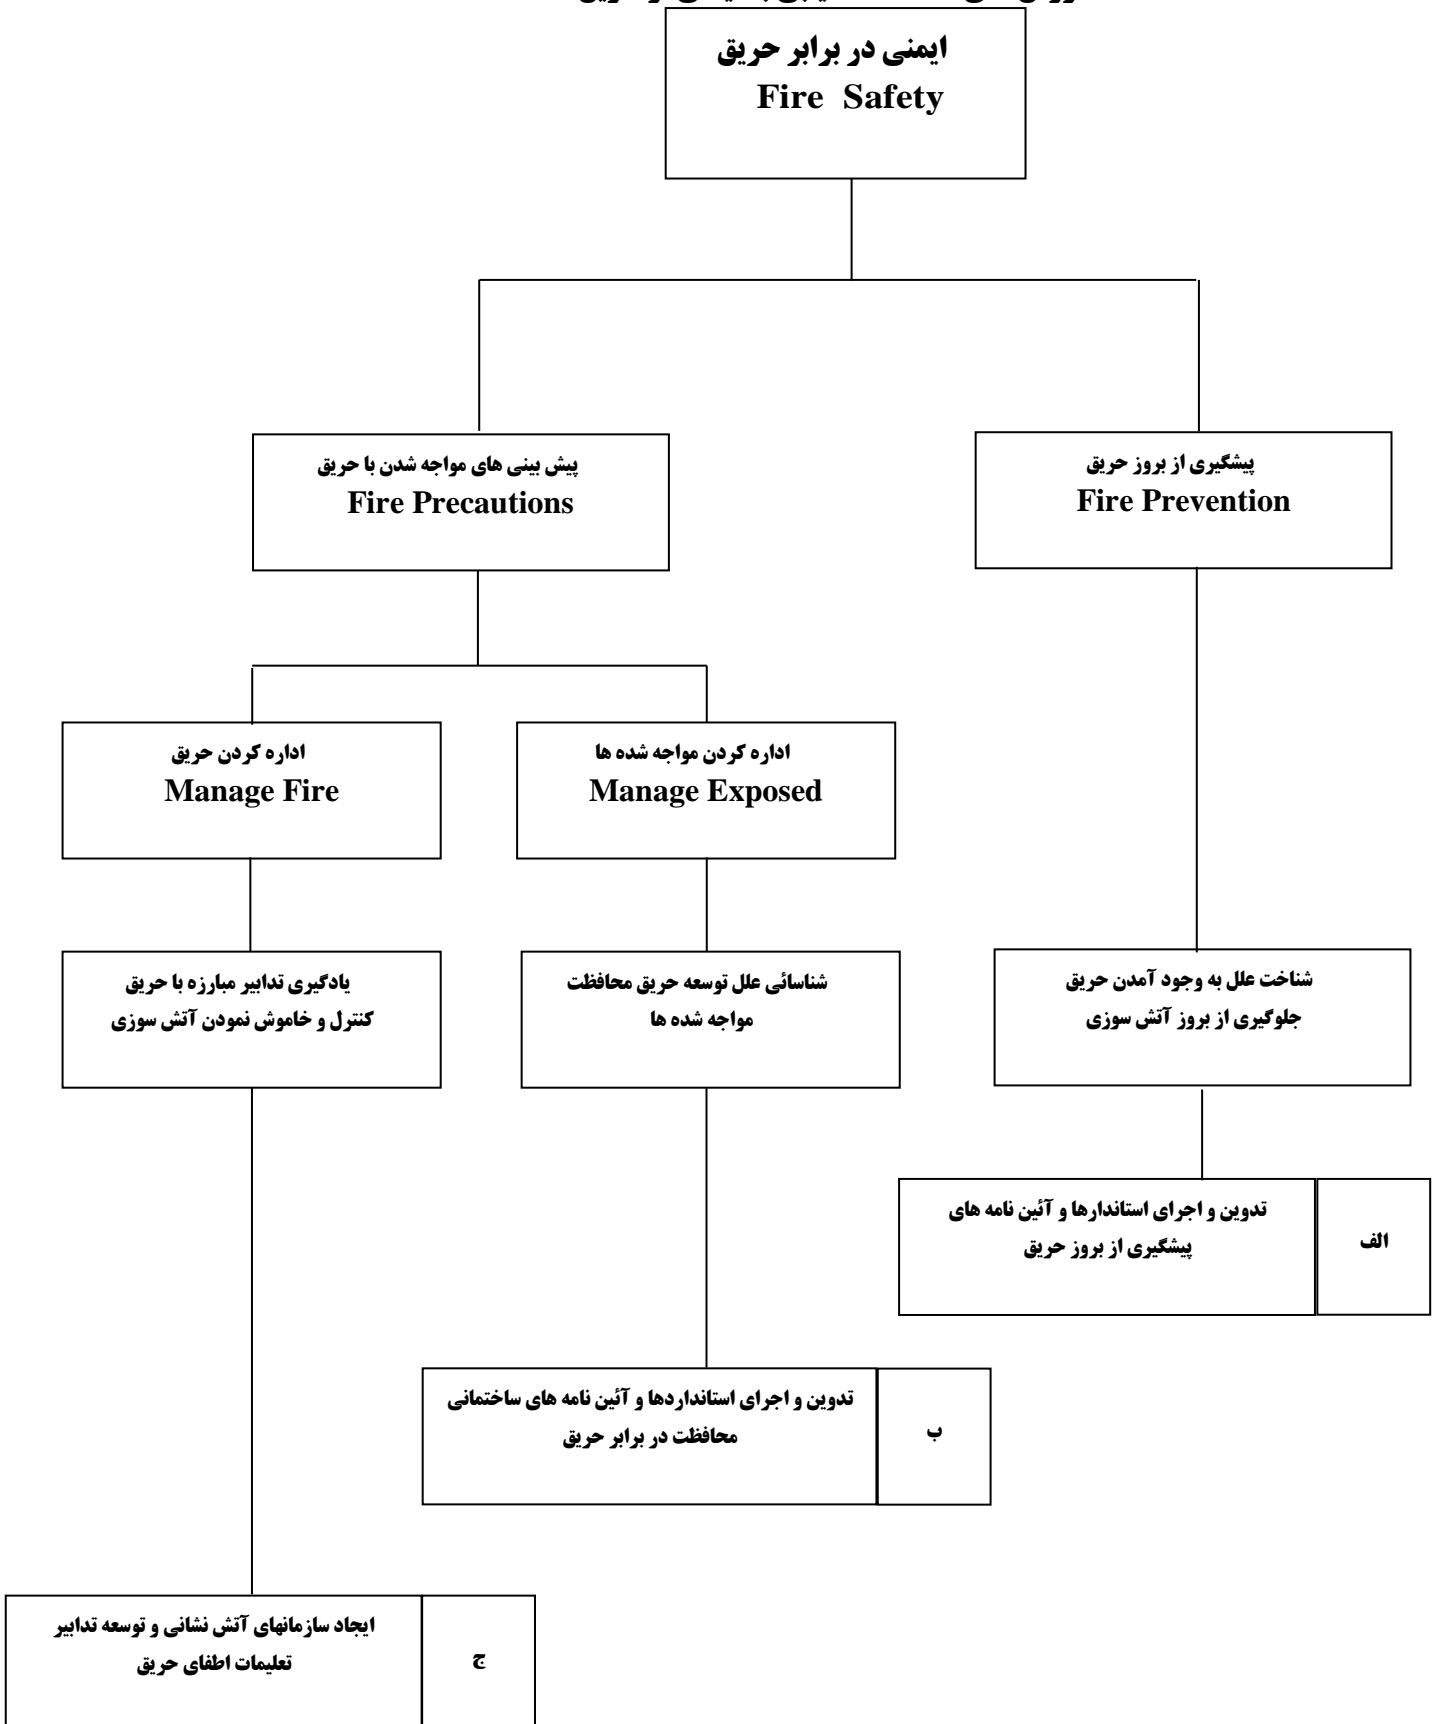 ایمنی در برابر حریق
Fire Safety
پیشگیری از بروز حریق
Fire Prevention
پیش بینی های مواجه شدن با حریق
Fire Precautions
اداره کردن مواجه شده ها
Manage Exposed
اداره کردن حریق
Manage Fire
شناخت علل به وجود آمدن حریق
جلوگیری از بروز آتش سوزی
شناسائی علل توسعه حریق محافظت
مواجه شده ها
یادگیری تدابیر مبارزه با حریق
کنترل و خاموش نمودن آتش سوزی
الف
تدوین و اجرای استاندارها و آئین نامه های
پیشگیری از بروز حریق
ب
تدوین و اجرای استانداردها و آئین نامه های ساختمانی
محافظت در برابر حریق
ج
ایجاد سازمانهای آتش نشانی و توسعه تدابیر
تعلیمات اطفای حریق